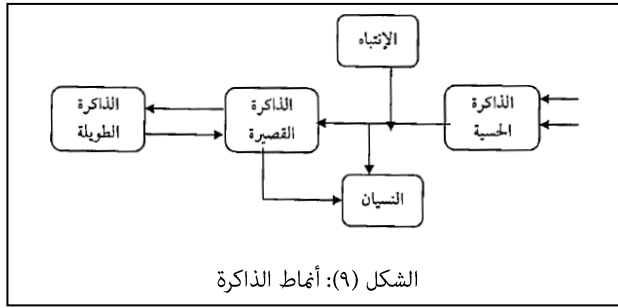 الإنتباه
الذاكرة
الحسية
الذاكرة
القصيرة
الذاكرة
الطويلة
النسيان
الشكل (٩): أنماط الذاكرة